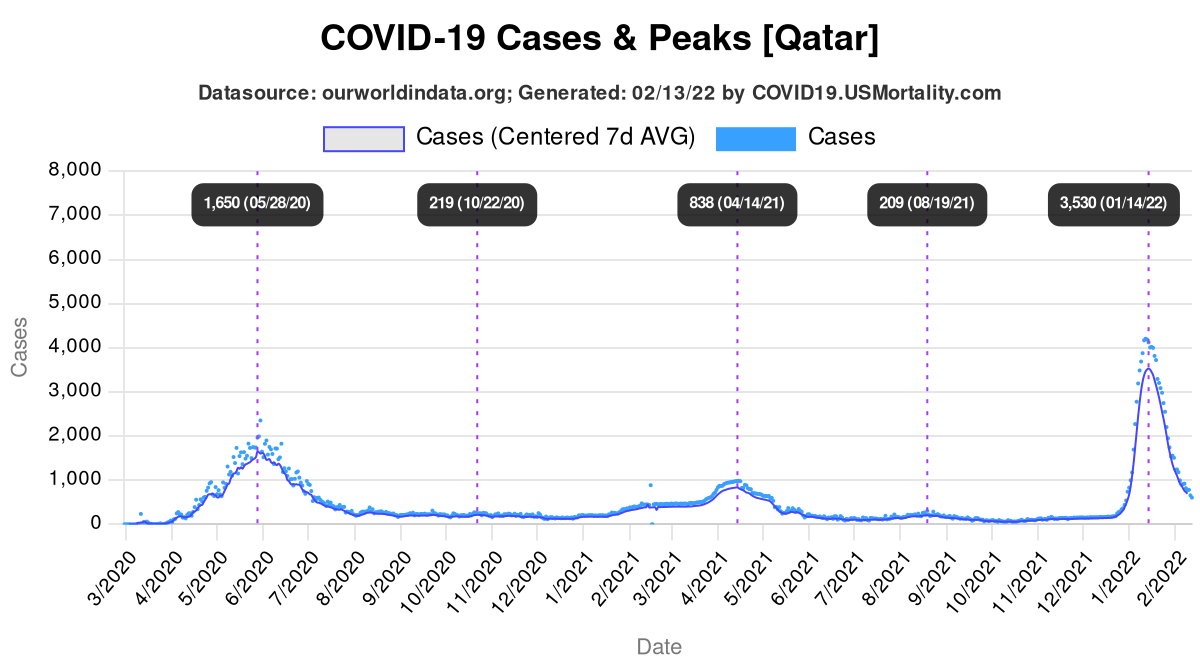 COVID-19 Cases & Peaks [Qatar]
Datasource: ourworldindata.org; Generated: 02/13/22 by COVID19.USMortality.com
Cases (Centered 7d AVG) Cases
8,000
7,000
6,000
5,000
4,000
3,000
2,000
1,000
0
Cases
1,650 (05/28/20) 219 (10/22/20) 838 (04/14/21) 209 (08/19/21) 3,530 (01/14/22)
3/2020 4/2020 5/2020 6/2020 7/2020 8/2020 9/2020 10/2020 11/2020 12/2020 1/2021 2/2021 3/2021 4/2021 5/2021 6/2021 7/2021 8/2021 9/2021 10/2021 11/2021 12/2021 1/2022 2/2022
Date